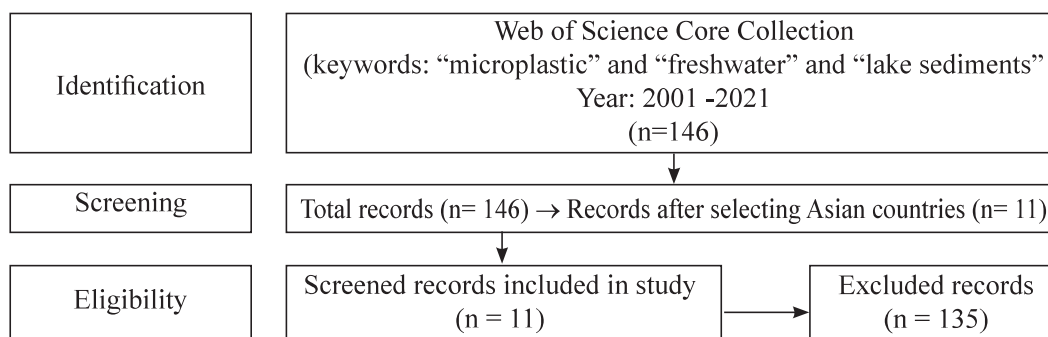 Identification
Web of Science Core Collection
(keywords: “microplastic” and “freshwater” and “lake sediments”
Year: 2001 -2021
(n=146)
Screening
Total records (n= 146) → Records after selecting Asian countries (n= 11)
Eligibility
Screened records included in study
(n = 11)
Excluded records
(n = 135)